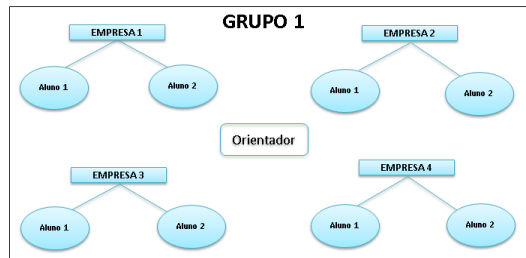 GRUPO 1
EMPRESA 1
EMPRESA 2
Aluno 1
Aluno 2
Aluno 1
Aluno 2
Orientador
EMPRESA 3
EMPRESA 4
Aluno 1
Aluno 2
Aluno 1
Aluno 2